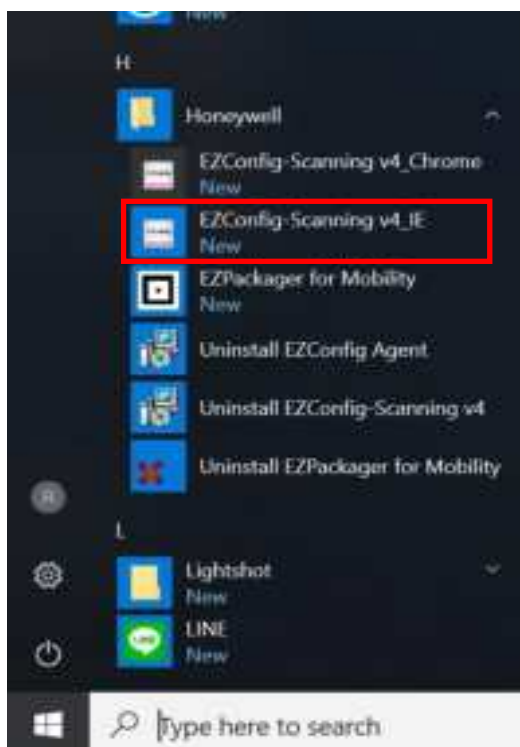 New
H
Honeywell
EZConfig-Scanning v4_Chrome
New
EZConfig-Scanning v4_IE
New
EZPackager for Mobility
New
Uninstall EZConfig Agent
Uninstall EZConfig-Scanning v4
Uninstall EZPackager for Mobility
L
Lightshot
New
LINE
New
Type here to search